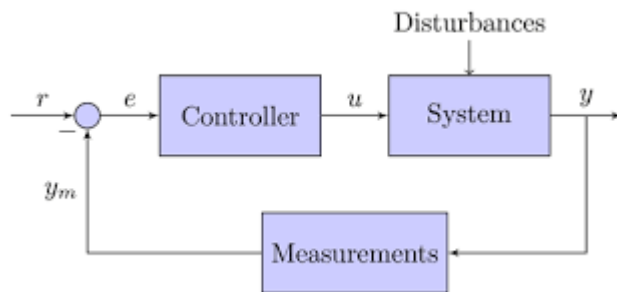 Disturbances
r
e
Controller
u
System
y
−
y_m
Measurements